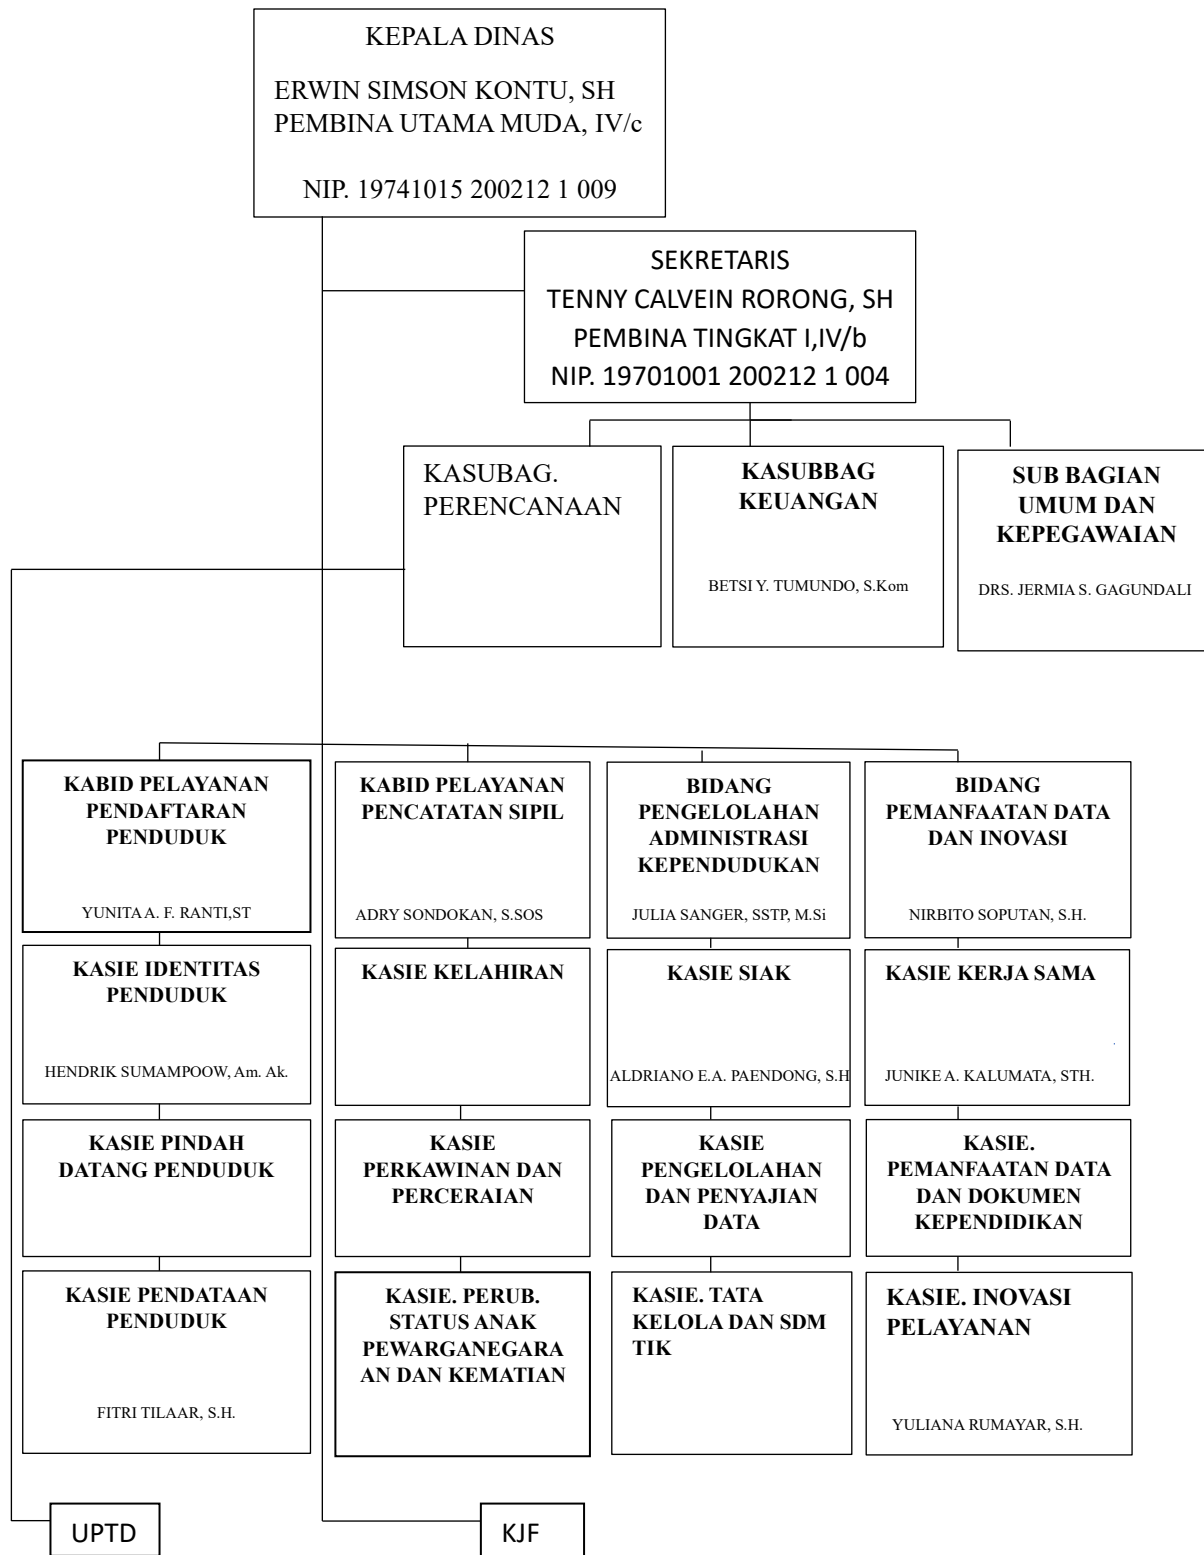 KEPALA DINAS
ERWIN SIMSON KONTU, SH
PEMBINA UTAMA MUDA, IV/c
NIP. 19741015 200212 1 009
SEKRETARIS
TENNY CALVEIN RORONG, SH
PEMBINA TINGKAT I,IV/b
NIP. 19701001 200212 1 004
KASUBAG.
PERENCANAAN
KASUBBAG
KEUANGAN
BETSI Y. TUMUNDO, S.Kom
SUB BAGIAN
UMUM DAN
KEPEGAWAIAN
DRS. JERMIA S. GAGUNDALI
KABID PELAYANAN
PENDAFTARAN
PENDUDUK
YUNITA A. F. RANTI,ST
KABID PELAYANAN
PENCATATAN SIPIL
ADRY SONDOKAN, S.SOS
BIDANG
PENGELOLAHAN
ADMINISTRASI
KEPENDUDUKAN
JULIA SANGER, SSTP, M.Si
BIDANG
PEMANFAATAN DATA
DAN INOVASI
NIRBITO SOPUTAN, S.H.
KASIE IDENTITAS
PENDUDUK
HENDRIK SUMAMPOOW, Am. Ak.
KASIE KELAHIRAN
KASIE SIAK
ALDRIANO E.A. PAENDONG, S.H
KASIE KERJA SAMA
JUNIKE A. KALUMATA, STH.
KASIE PINDAH
DATANG PENDUDUK
KASIE
PERKAWINAN DAN
PERCERAIAN
KASIE
PENGELOLAHAN
DAN PENYAJIAN
DATA
KASIE.
PEMANFAATAN DATA
DAN DOKUMEN
KEPENDIDIKAN
KASIE PENDATAAN
PENDUDUK
FITRI TILAAR, S.H.
KASIE. PERUB.
STATUS ANAK
PEWARGANEGARA
AN DAN KEMATIAN
KASIE. TATA
KELOLA DAN SDM
TIK
KASIE. INOVASI
PELAYANAN
YULIANA RUMAYAR, S.H.
UPTD
KJF